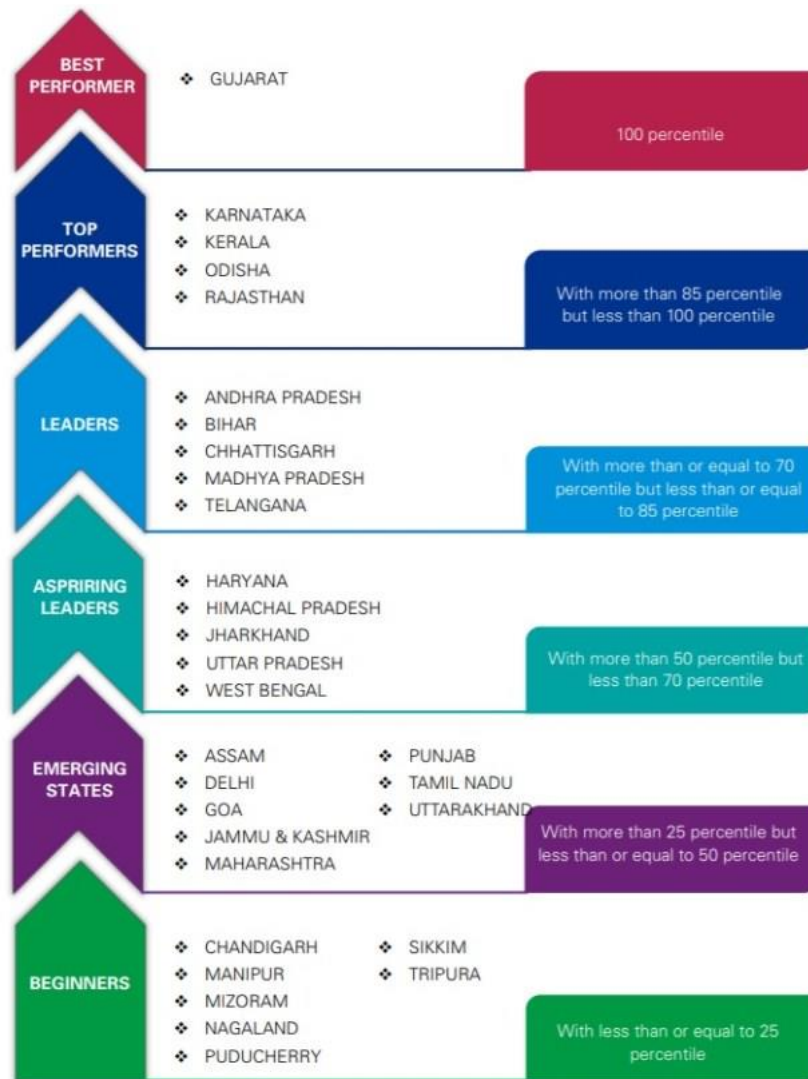 BEST
PERFORMER
❖ GUJARAT
100 percentile
TOP
PERFORMERS
❖ KARNATAKA
❖ KERALA
❖ ODISHA
❖ RAJASTHAN
With more than 85 percentile
but less than 100 percentile
LEADERS
❖ ANDHRA PRADESH
❖ BIHAR
❖ CHHATTISGARH
❖ MADHYA PRADESH
❖ TELANGANA
With more than or equal to 70
percentile but less than or equal
to 85 percentile
ASPRIRING
LEADERS
❖ HARYANA
❖ HIMACHAL PRADESH
❖ JHARKHAND
❖ UTTAR PRADESH
❖ WEST BENGAL
With more than 50 percentile but
less than 70 percentile
EMERGING
STATES
❖ ASSAM
❖ DELHI
❖ GOA
❖ JAMMU & KASHMIR
❖ MAHARASHTRA
❖ PUNJAB
❖ TAMIL NADU
❖ UTTARAKHAND
With more than 25 percentile but
less than or equal to 50 percentile
BEGINNERS
❖ CHANDIGARH
❖ MANIPUR
❖ MIZORAM
❖ NAGALAND
❖ PUDUCHERRY
❖ SIKKIM
❖ TRIPURA
With less than or equal to 25
percentile